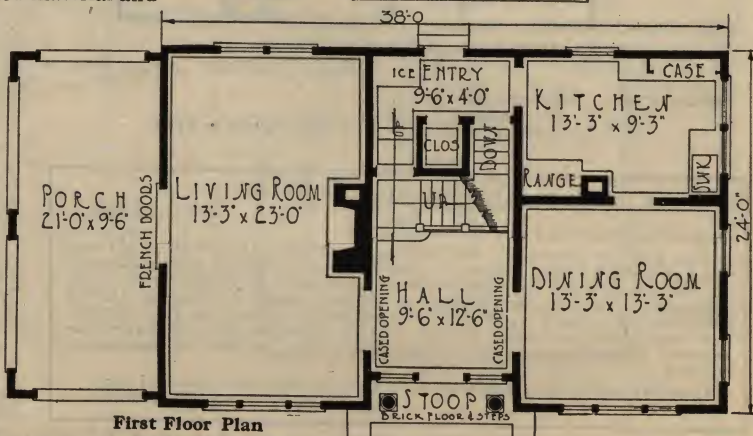 38'-0
ICE ENTRY
9'-6" x 4'-0"
CASE
KITCHEN
13'-3" x 9'-3"
UP
CLOS
DOWN
RANGE
SINK
PORCH
21'-0" x 9'-6"
FRENCH DOORS
LIVING ROOM
13'-3" x 23'-0"
UP
24'-0"
HALL
9'-6" x 12'-6"
CASED OPENING
CASED OPENING
DINING ROOM
13'-3" x 13'-3"
STOOP
BRICK FLOOR & STEPS
First Floor Plan